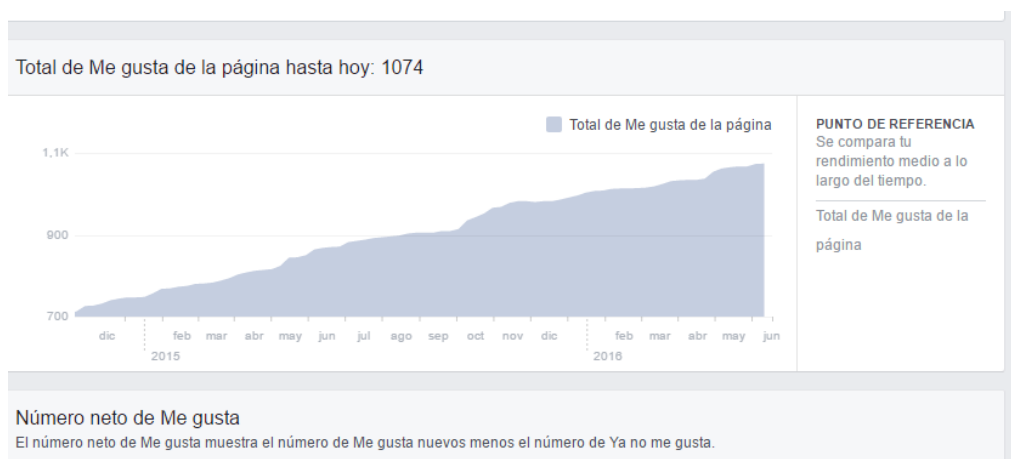 Total de Me gusta de la página hasta hoy: 1074
Total de Me gusta de la página
1,1K
900
700
dic feb mar abr may jun jul ago sep oct nov dic feb mar abr may jun
2015 2016
PUNTO DE REFERENCIA
Se compara tu
rendimiento medio a lo
largo del tiempo.
Total de Me gusta de la
página
Número neto de Me gusta
El número neto de Me gusta muestra el número de Me gusta nuevos menos el número de Ya no me gusta.